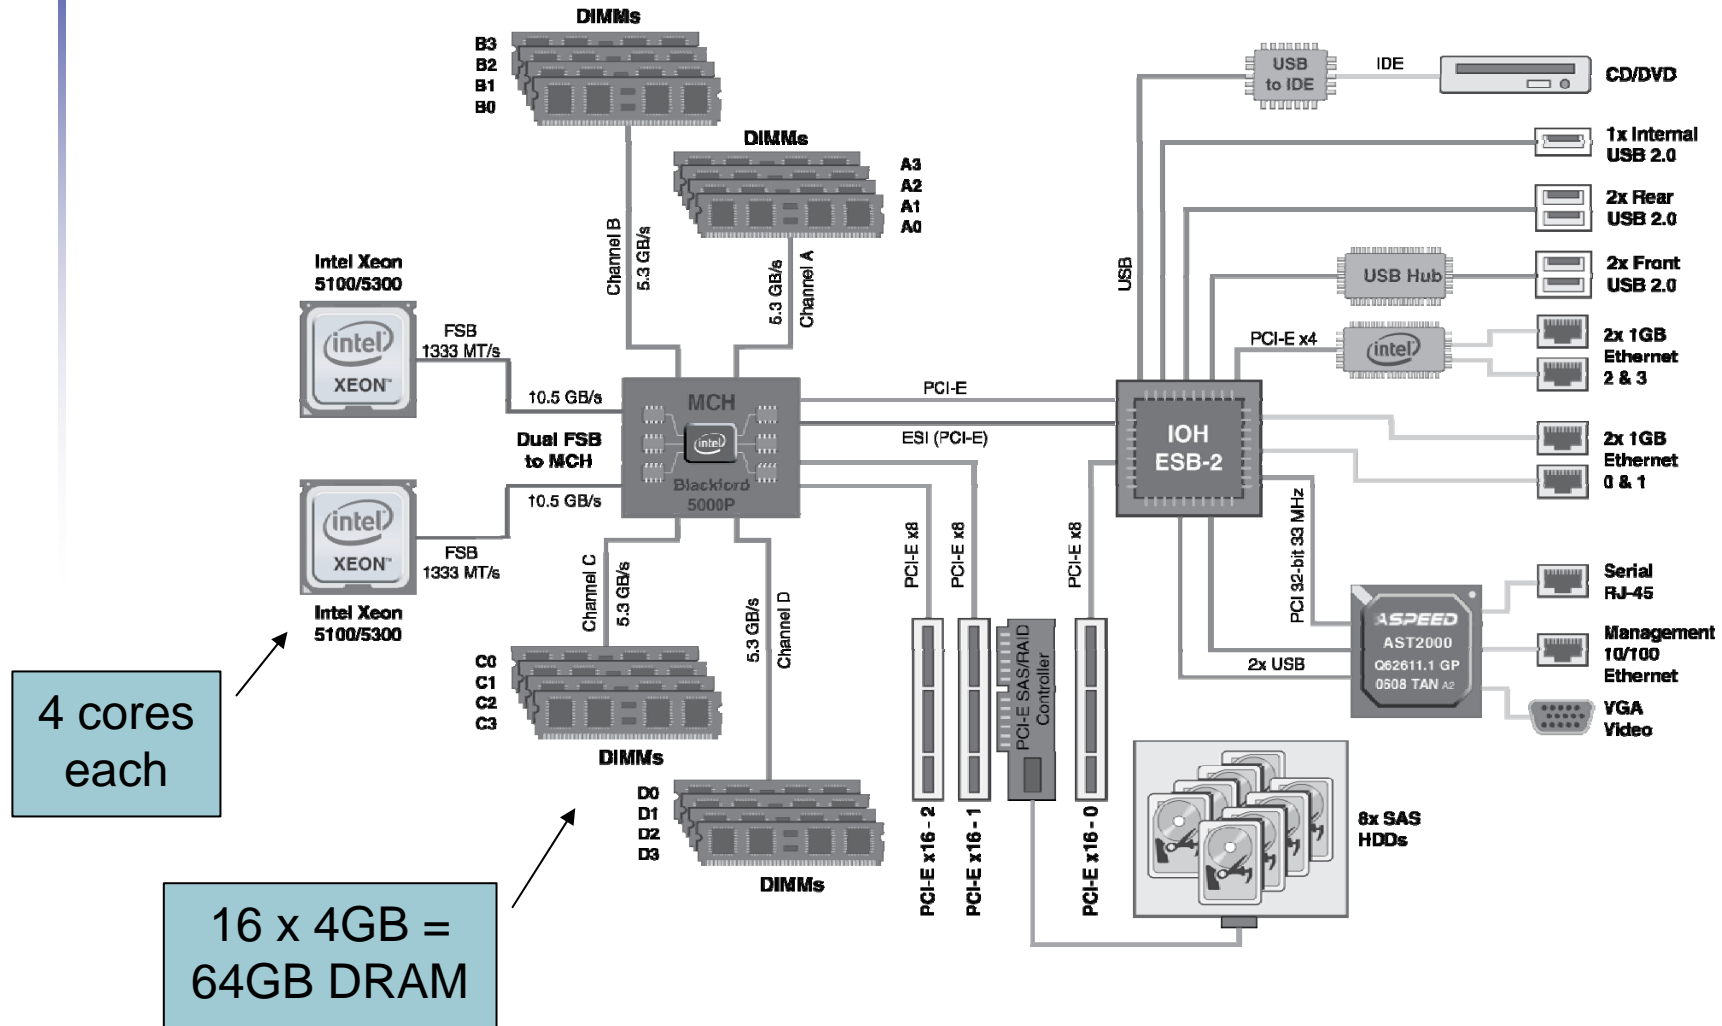 DIMMs
B3
B2
B1
B0
DIMMs
A3
A2
A1
A0
Channel B
5.3 GB/s
5.3 GB/s
Channel A
Intel Xeon
5100/5300
intel
XEON™
FSB
1333 MT/s
10.5 GB/s
Dual FSB
to MCH
10.5 GB/s
intel
XEON™
FSB
1333 MT/s
Intel Xeon
5100/5300
MCH
intel
Blackford
5000P
Channel C
5.3 GB/s
5.3 GB/s
Channel D
C0
C1
C2
C3
DIMMs
D0
D1
D2
D3
DIMMs
4 cores
each
16 x 4GB =
64GB DRAM
PCI-E
ESI (PCI-E)
PCI-E x8
PCI-E x8
PCI-E x8
PCI-E x16 - 2
PCI-E x16 - 1
PCI-E SAS/RAID
Controller
PCI-E x16 - 0
IOH
ESB-2
USB
USB
to IDE
IDE
CD/DVD
1x Internal
USB 2.0
2x Rear
USB 2.0
USB Hub
2x Front
USB 2.0
PCI-E x4
intel
2x 1GB
Ethernet
2 & 3
2x 1GB
Ethernet
0 & 1
PCI 32-bit 33 MHz
2x USB
ASPEED
AST2000
Q62611.1 GP
0608 TAN A2
Serial
RJ-45
Management
10/100
Ethernet
VGA
Video
8x SAS
HDDs